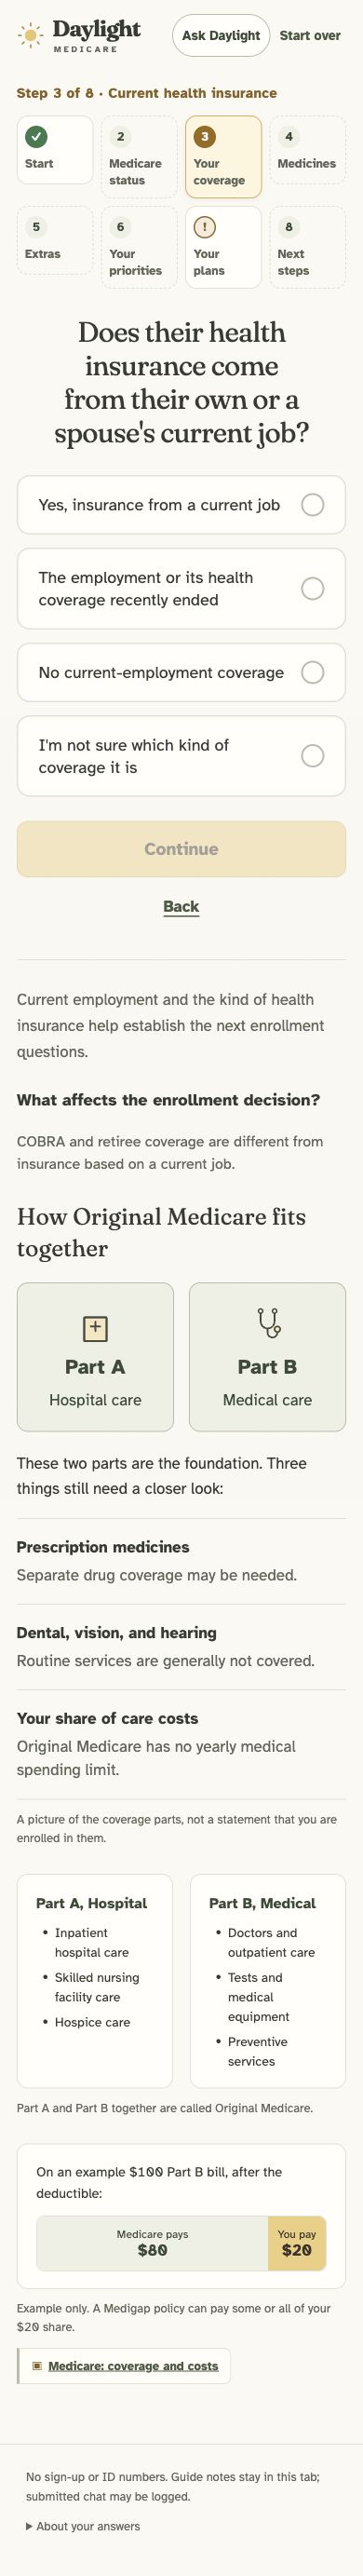 Daylight
MEDICARE
Ask Daylight
Start over
Step 3 of 8 · Current health insurance
Start
2
Medicare
status
3
Your
coverage
4
Medicines
5
Extras
6
Your
priorities
!
Your
plans
8
Next
steps
Does their health
insurance come
from their own or a
spouse's current job?
Yes, insurance from a current job
The employment or its health
coverage recently ended
No current-employment coverage
I'm not sure which kind of
coverage it is
Continue
Back
Current employment and the kind of health
insurance help establish the next enrollment
questions.
What affects the enrollment decision?
COBRA and retiree coverage are different from
insurance based on a current job.
How Original Medicare fits
together
Part A
Hospital care
Part B
Medical care
These two parts are the foundation. Three
things still need a closer look:
Prescription medicines
Separate drug coverage may be needed.
Dental, vision, and hearing
Routine services are generally not covered.
Your share of care costs
Original Medicare has no yearly medical
spending limit.
A picture of the coverage parts, not a statement that you are
enrolled in them.
Part A, Hospital
• Inpatient
hospital care
• Skilled nursing
facility care
• Hospice care
Part B, Medical
• Doctors and
outpatient care
• Tests and
medical
equipment
• Preventive
services
Part A and Part B together are called Original Medicare.
On an example $100 Part B bill, after the
deductible:
Medicare pays
$80
You pay
$20
Example only. A Medigap policy can pay some or all of your
$20 share.
Medicare: coverage and costs
No sign-up or ID numbers. Guide notes stay in this tab;
submitted chat may be logged.
About your answers